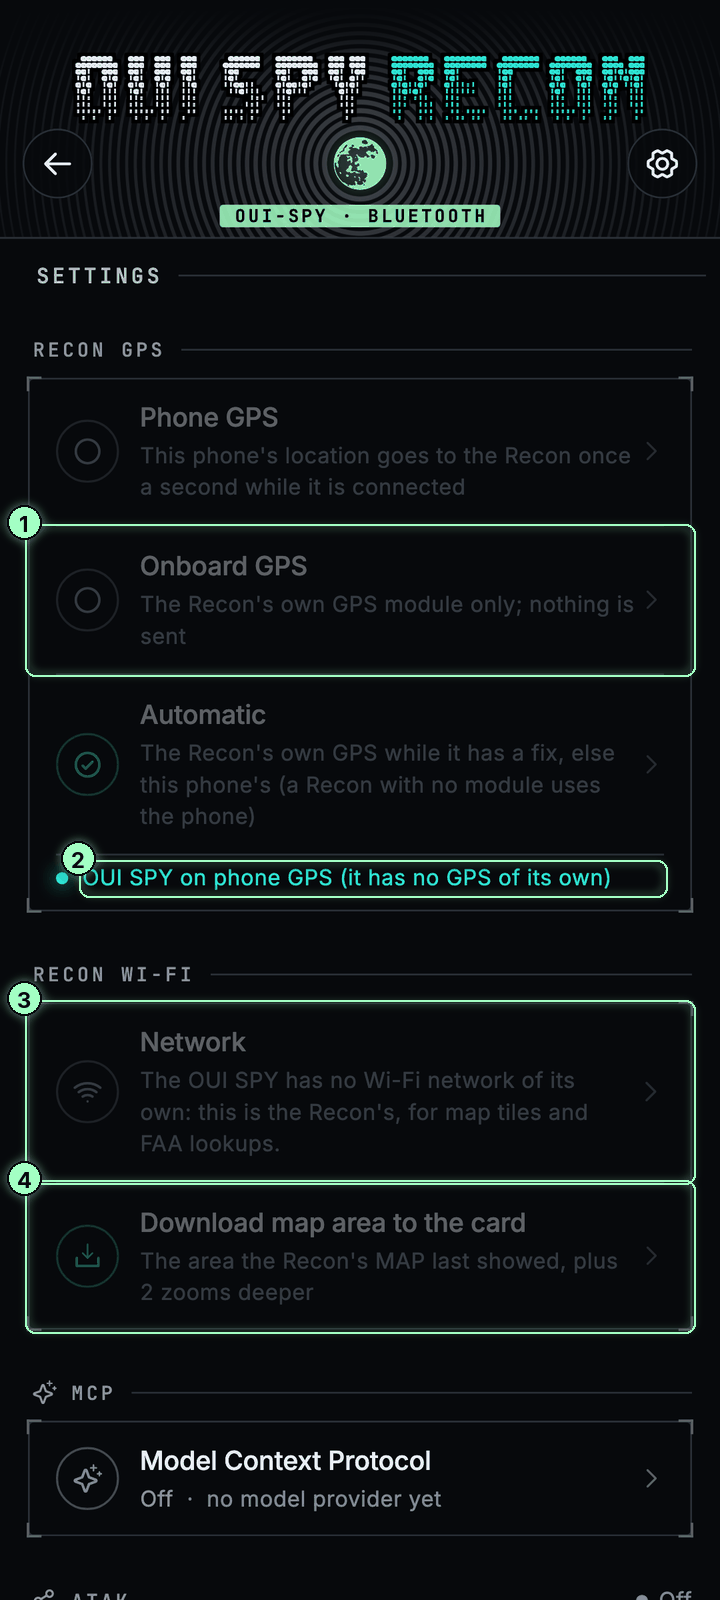 OUI SPY RECON
OUI-SPY · BLUETOOTH
SETTINGS
RECON GPS
Phone GPS
This phone's location goes to the Recon once
a second while it is connected
1
Onboard GPS
The Recon's own GPS module only; nothing is
sent
Automatic
The Recon's own GPS while it has a fix, else
this phone's (a Recon with no module uses
the phone)
2
OUI SPY on phone GPS (it has no GPS of its own)
RECON WI-FI
3
Network
The OUI SPY has no Wi-Fi network of its
own: this is the Recon's, for map tiles and
FAA lookups.
4
Download map area to the card
The area the Recon's MAP last showed, plus
2 zooms deeper
MCP
Model Context Protocol
Off · no model provider yet
ATAK
Off